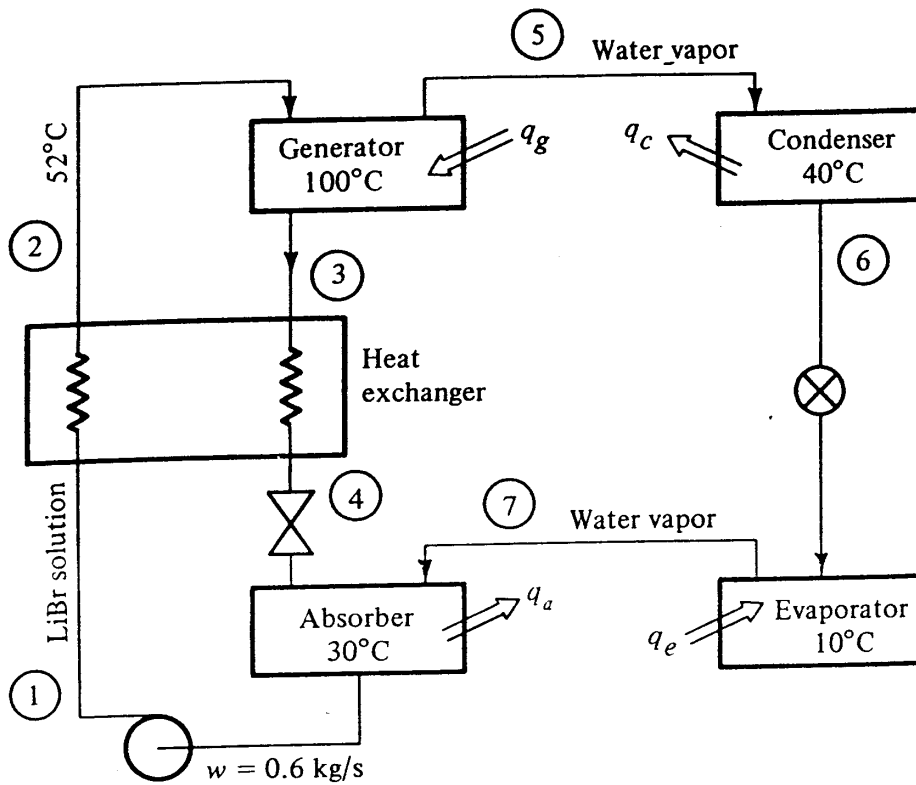 5
Water vapor
52°C
Generator
100°C
q_g
q_c
Condenser
40°C
2
3
6
Heat
exchanger
LiBr solution
4
7
Water vapor
Absorber
30°C
q_a
q_e
Evaporator
10°C
1
w = 0.6 kg/s